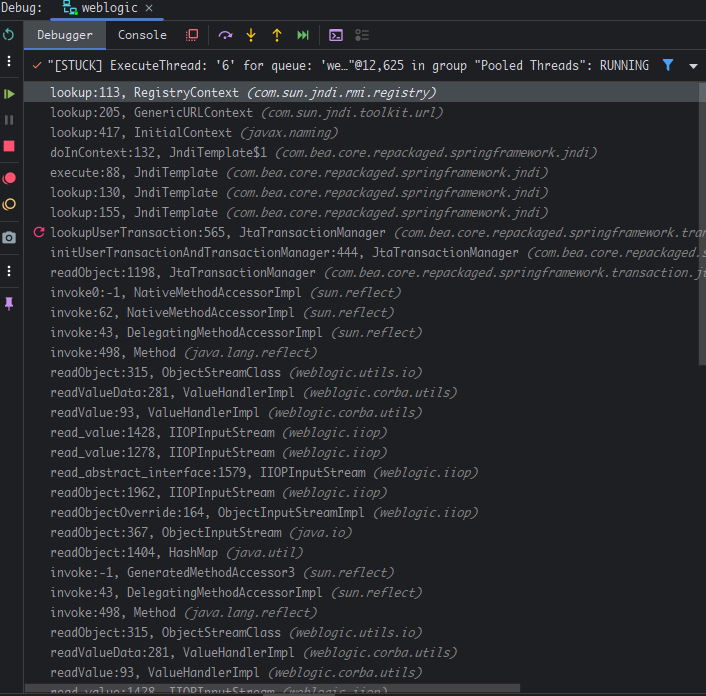 Debug: weblogic ×
Debugger Console
"[STUCK] ExecuteThread: '6' for queue: 'we…"@12,625 in group "Pooled Threads": RUNNING
lookup:113, RegistryContext (com.sun.jndi.rmi.registry)
lookup:205, GenericURLContext (com.sun.jndi.toolkit.url)
lookup:417, InitialContext (javax.naming)
doInContext:132, JndiTemplate$1 (com.bea.core.repackaged.springframework.jndi)
execute:88, JndiTemplate (com.bea.core.repackaged.springframework.jndi)
lookup:130, JndiTemplate (com.bea.core.repackaged.springframework.jndi)
lookup:155, JndiTemplate (com.bea.core.repackaged.springframework.jndi)
lookupUserTransaction:565, JtaTransactionManager (com.bea.core.repackaged.springframework.tran
initUserTransactionAndTransactionManager:444, JtaTransactionManager (com.bea.core.repackaged.s
readObject:1198, JtaTransactionManager (com.bea.core.repackaged.springframework.transaction.j
invoke0:-1, NativeMethodAccessorImpl (sun.reflect)
invoke:62, NativeMethodAccessorImpl (sun.reflect)
invoke:43, DelegatingMethodAccessorImpl (sun.reflect)
invoke:498, Method (java.lang.reflect)
readObject:315, ObjectStreamClass (weblogic.utils.io)
readValueData:281, ValueHandlerImpl (weblogic.corba.utils)
readValue:93, ValueHandlerImpl (weblogic.corba.utils)
read_value:1428, IIOPInputStream (weblogic.iiop)
read_value:1278, IIOPInputStream (weblogic.iiop)
read_abstract_interface:1579, IIOPInputStream (weblogic.iiop)
readObject:1962, IIOPInputStream (weblogic.iiop)
readObjectOverride:164, ObjectInputStreamImpl (weblogic.iiop)
readObject:367, ObjectInputStream (java.io)
readObject:1404, HashMap (java.util)
invoke:-1, GeneratedMethodAccessor3 (sun.reflect)
invoke:43, DelegatingMethodAccessorImpl (sun.reflect)
invoke:498, Method (java.lang.reflect)
readObject:315, ObjectStreamClass (weblogic.utils.io)
readValueData:281, ValueHandlerImpl (weblogic.corba.utils)
readValue:93, ValueHandlerImpl (weblogic.corba.utils)
read_value:1428, IIOPInputStream (weblogic.iiop)